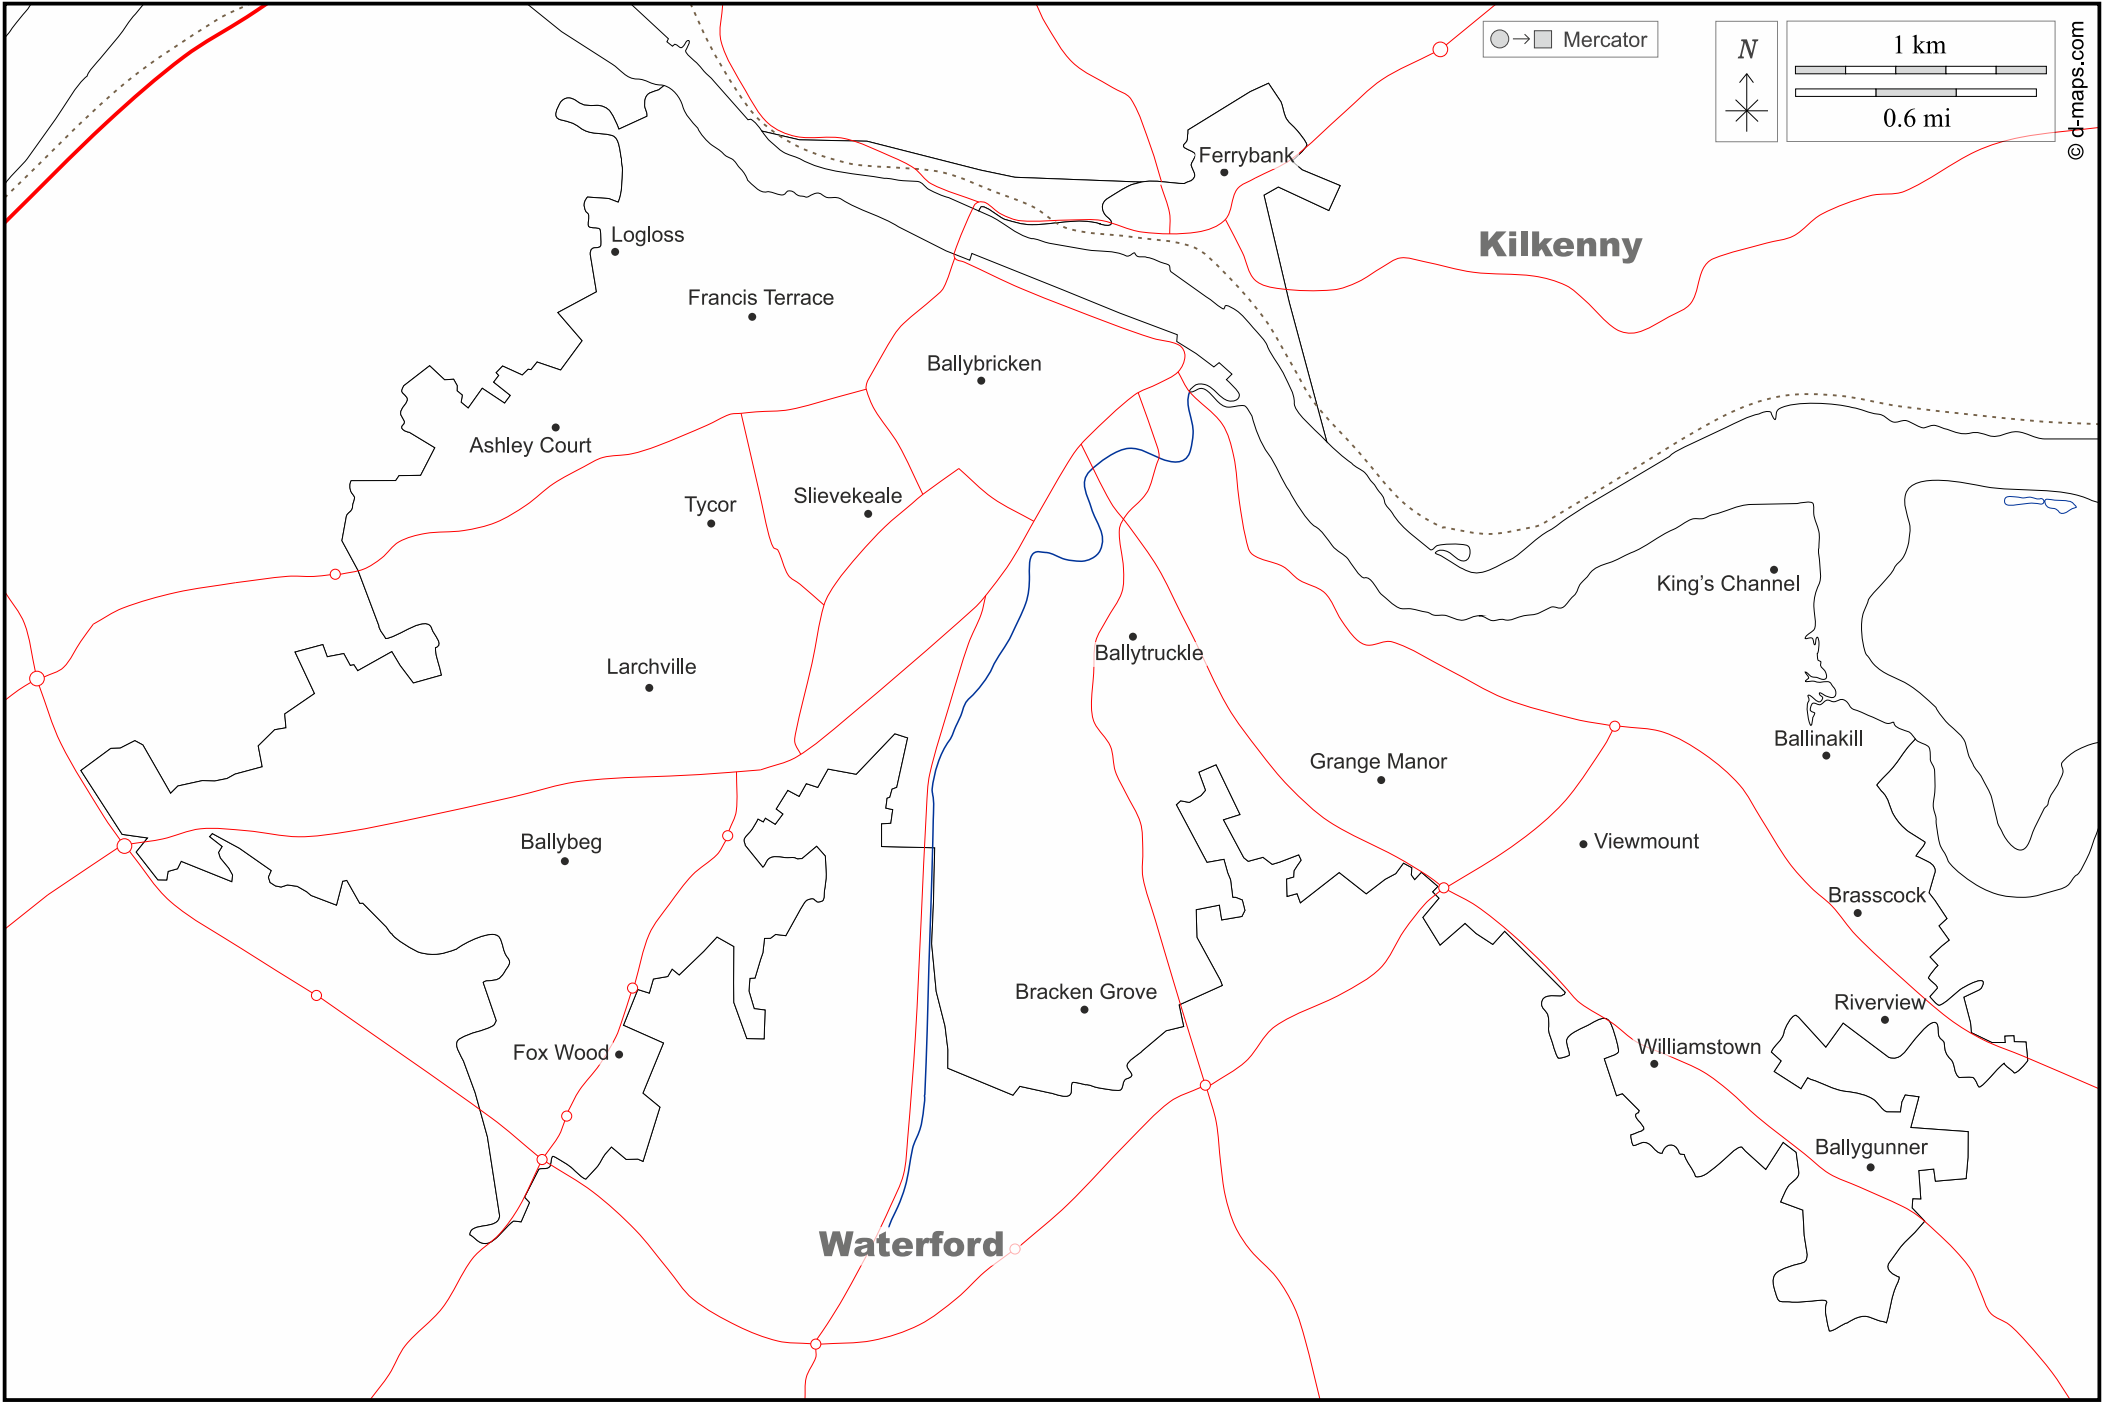 Mercator
N
1 km
0.6 mi
© d-maps.com
Ferrybank
Logloss
Kilkenny
Francis Terrace
Ballybricken
Ashley Court
Tycor
Slievekeale
King's Channel
Ballytruckle
Larchville
Ballinakill
Grange Manor
Ballybeg
Viewmount
Brasscock
Bracken Grove
Riverview
Fox Wood
Williamstown
Ballygunner
Waterford